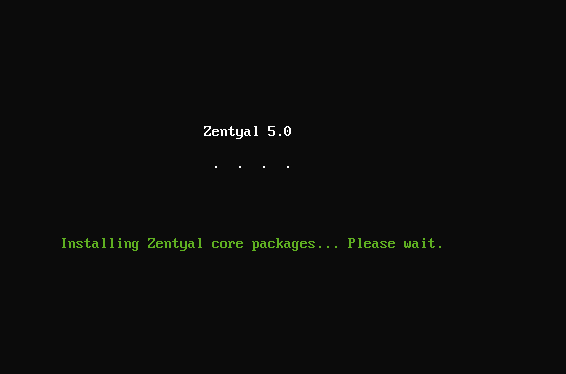 Zentyal 5.0
. . . .
Installing Zentyal core packages... Please wait.